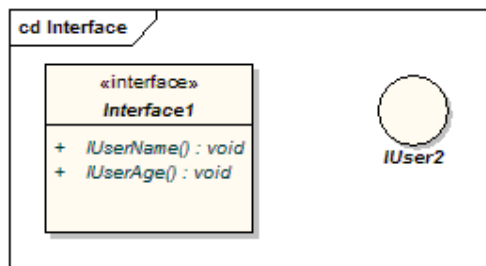 cd Interface
«interface»
Interface1
+ IUserName() : void
+ IUserAge() : void
IUser2